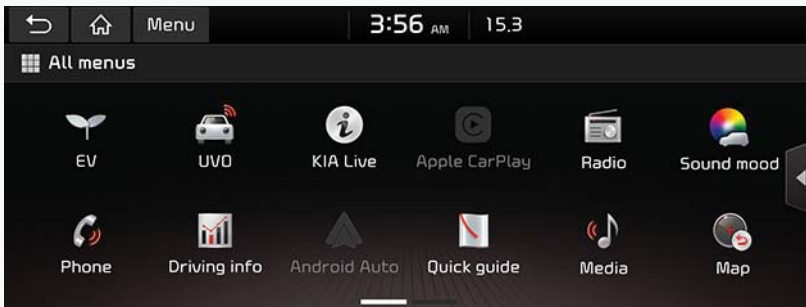 Menu 3:56 AM 15.3
All menus
EV UVO KIA Live Apple CarPlay Radio Sound mood
Phone Driving info Android Auto Quick guide Media Map